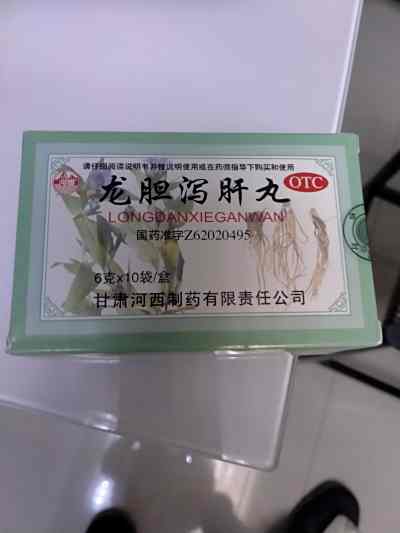 请仔细阅读说明书并按说明使用或在药师指导下购买和使用
龙胆泻肝丸
OTC
LONGDANXIEGANWAN
国药准字Z62020495
6克×10袋/盒
甘肃河西制药有限责任公司